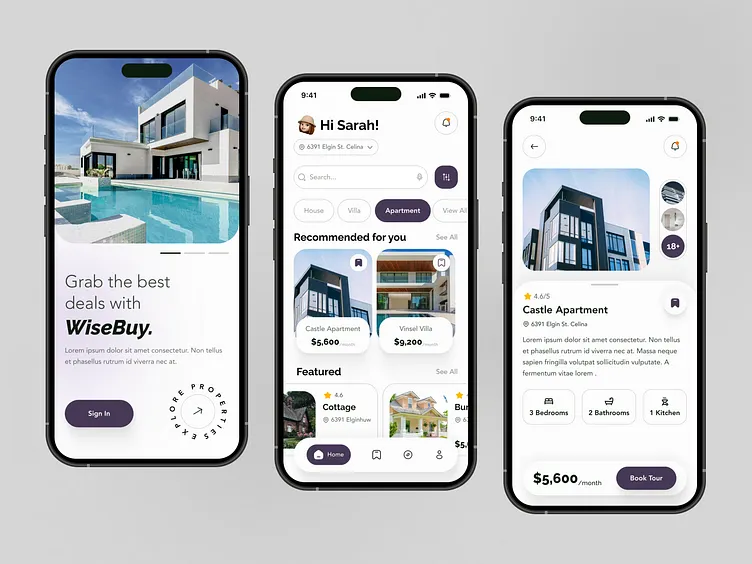 Grab the best
deals with
WiseBuy.
Lorem ipsum dolor sit amet consectetur. Non tellus
et phasellus rutrum id viverra nec at.
Sign In
EXPLORE PROPERTIES
9:41
Hi Sarah!
6391 Elgin St. Celina
Search...
House
Villa
Apartment
View Al
Recommended for you
See All
Castle Apartment
$5,600 /month
Vinsel Villa
$9,200 /month
Featured
See All
4.6
Cottage
6391 Elginhuw
4.
Bun
$5,
Home
9:41
18+
4.6/5
Castle Apartment
6391 Elgin St. Celina
Lorem ipsum dolor sit amet consectetur. Non tellus
et phasellus rutrum id viverra nec at. Massa neque
sapien fringilla volutpat sollicitudin vulputate. A
fermentum vitae lorem .
3 Bedrooms
2 Bathrooms
1 Kitchen
$5,600/month
Book Tour